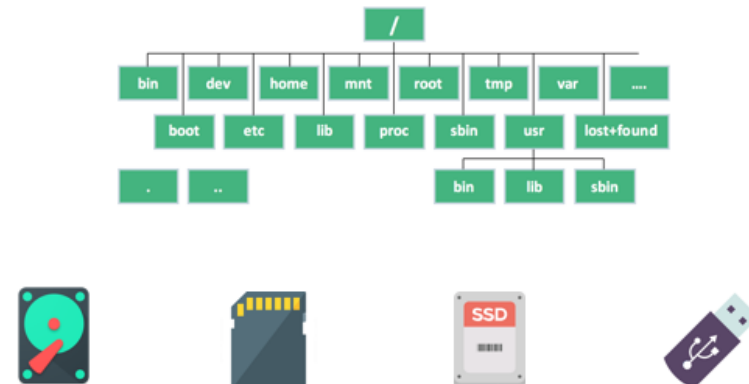 /
bin dev home mnt root tmp var ....
boot etc lib proc sbin usr lost+found
. .. bin lib sbin
SSD